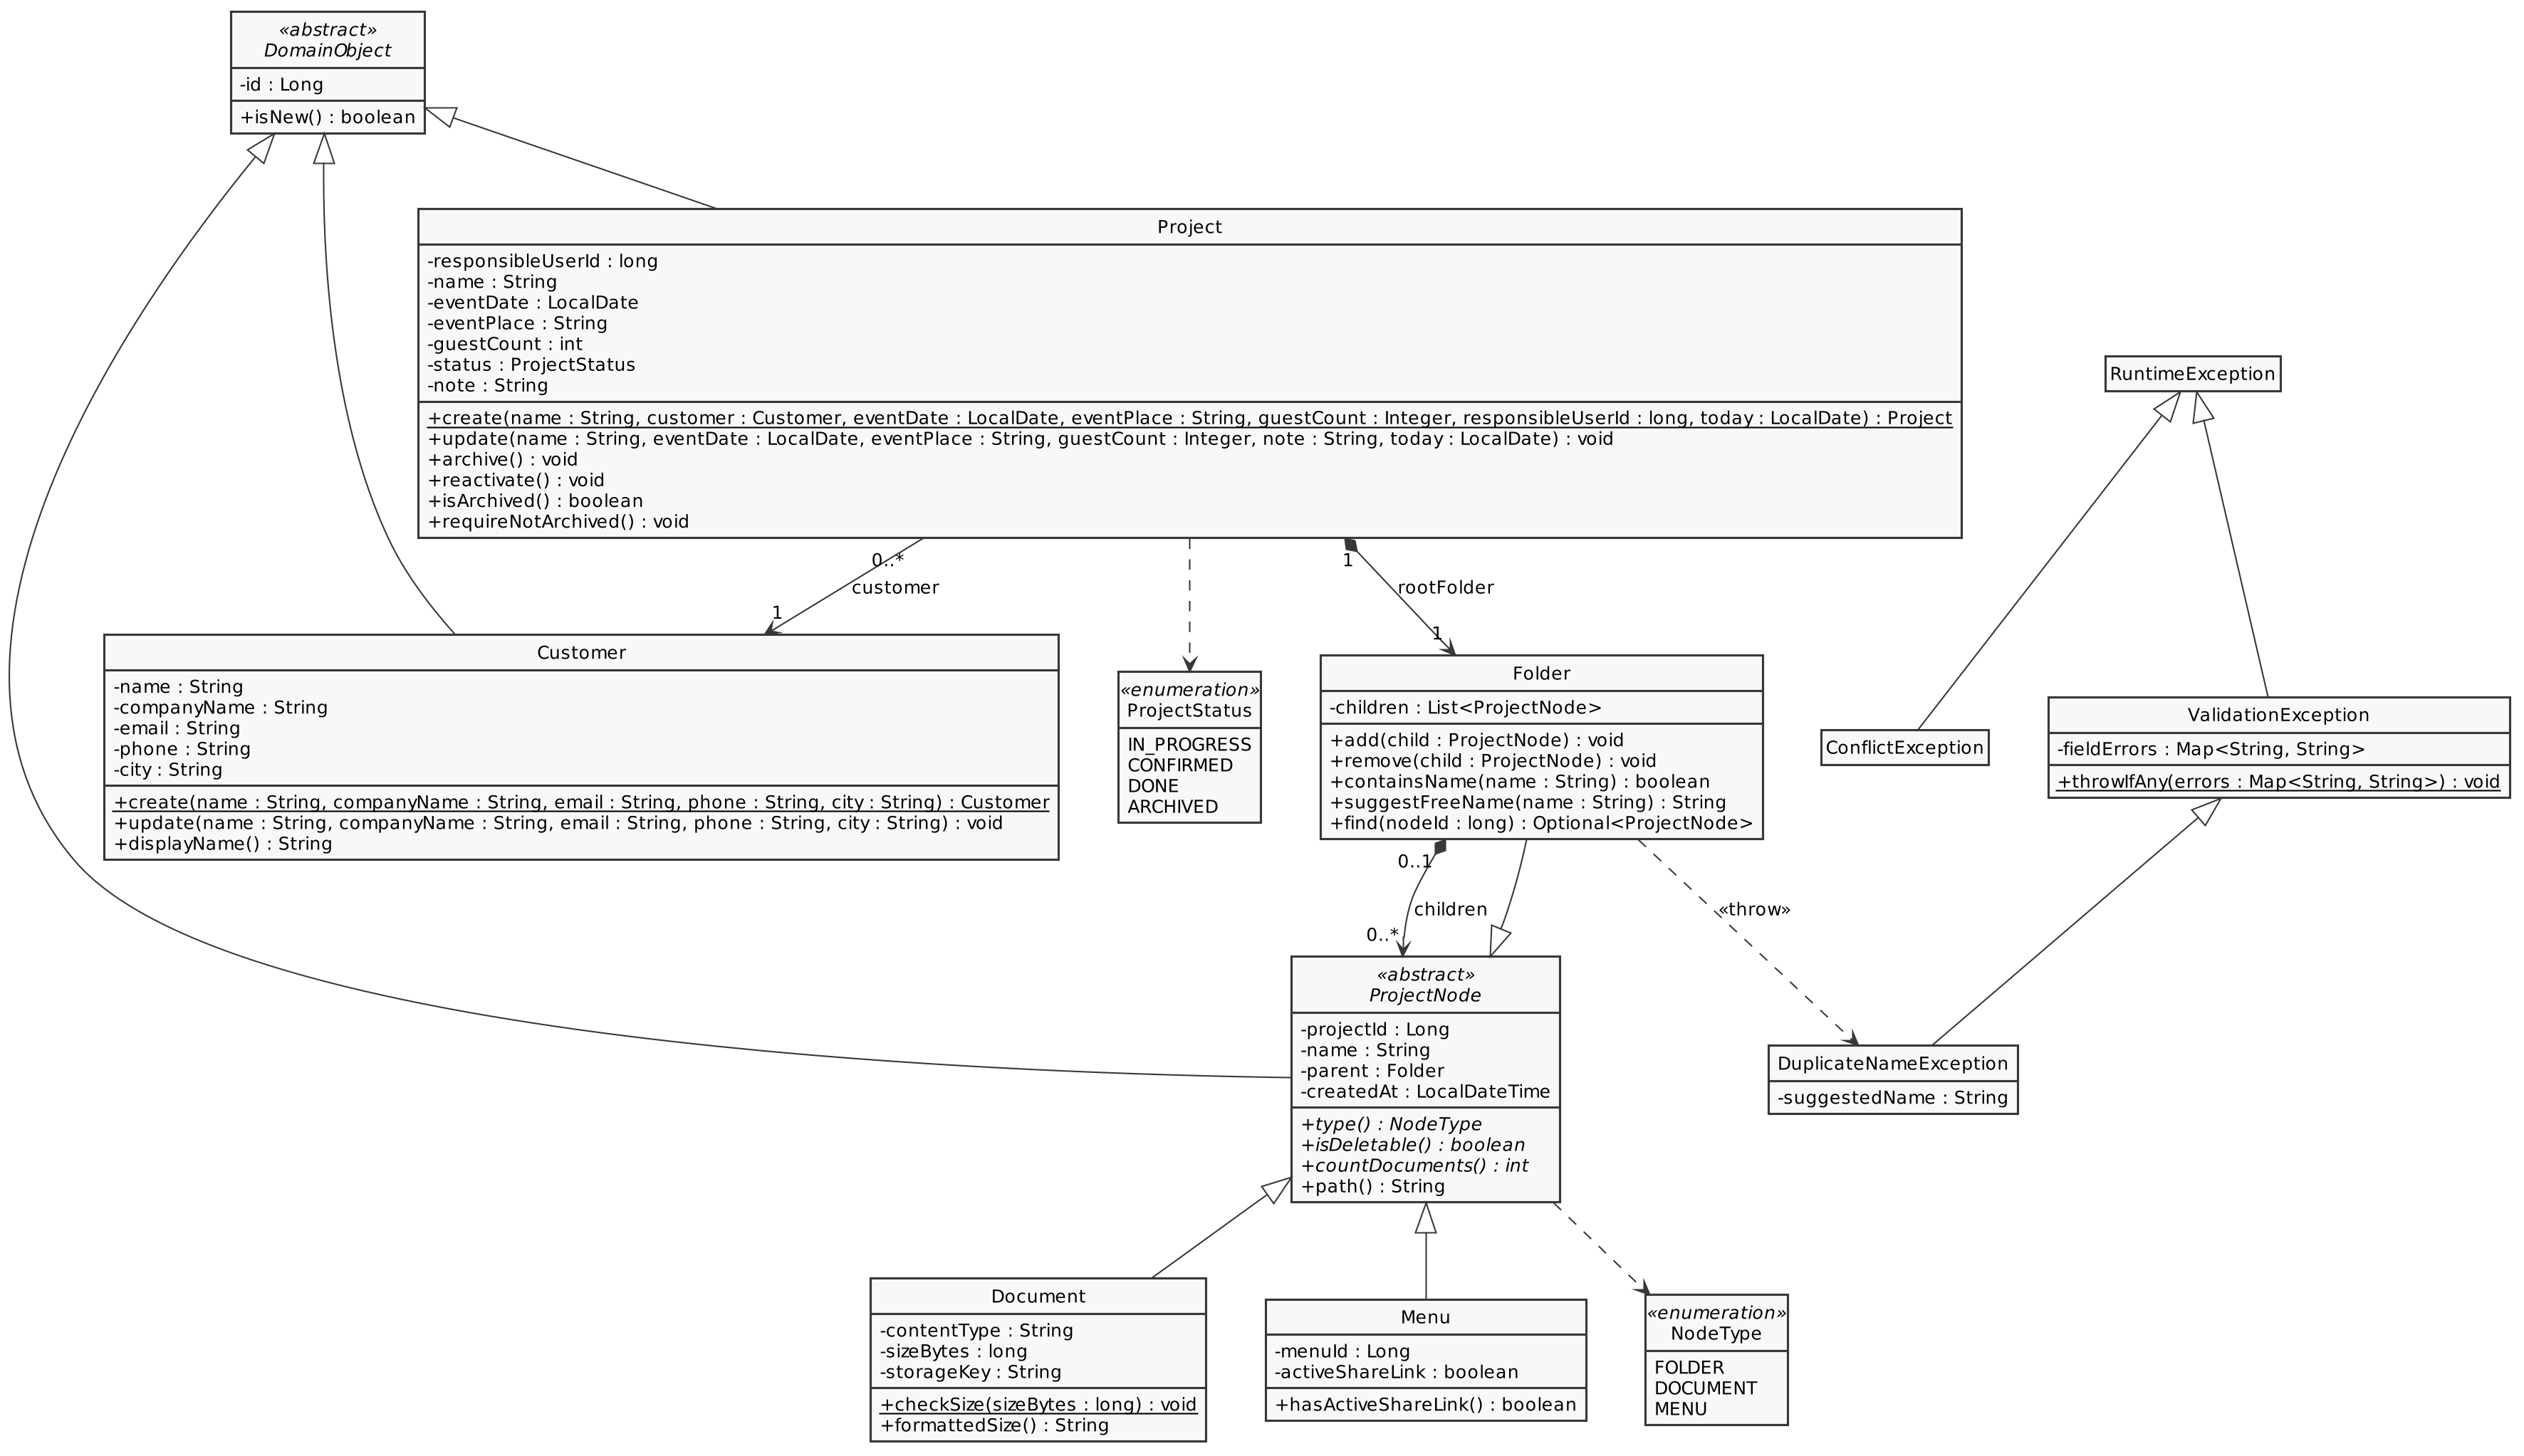 «abstract»
DomainObject
-id : Long
+isNew() : boolean
Project
-responsibleUserId : long
-name : String
-eventDate : LocalDate
-eventPlace : String
-guestCount : int
-status : ProjectStatus
-note : String
+create(name : String, customer : Customer, eventDate : LocalDate, eventPlace : String, guestCount : Integer, responsibleUserId : long, today : LocalDate) : Project
+update(name : String, eventDate : LocalDate, eventPlace : String, guestCount : Integer, note : String, today : LocalDate) : void
+archive() : void
+reactivate() : void
+isArchived() : boolean
+requireNotArchived() : void
RuntimeException
0..*
customer
1
1
rootFolder
1
Customer
-name : String
-companyName : String
-email : String
-phone : String
-city : String
+create(name : String, companyName : String, email : String, phone : String, city : String) : Customer
+update(name : String, companyName : String, email : String, phone : String, city : String) : void
+displayName() : String
«enumeration»
ProjectStatus
IN_PROGRESS
CONFIRMED
DONE
ARCHIVED
Folder
-children : List<ProjectNode>
+add(child : ProjectNode) : void
+remove(child : ProjectNode) : void
+containsName(name : String) : boolean
+suggestFreeName(name : String) : String
+find(nodeId : long) : Optional<ProjectNode>
ConflictException
ValidationException
-fieldErrors : Map<String, String>
+throwIfAny(errors : Map<String, String>) : void
0..1
children
0..*
«throw»
«abstract»
ProjectNode
-projectId : Long
-name : String
-parent : Folder
-createdAt : LocalDateTime
+type() : NodeType
+isDeletable() : boolean
+countDocuments() : int
+path() : String
DuplicateNameException
-suggestedName : String
Document
-contentType : String
-sizeBytes : long
-storageKey : String
+checkSize(sizeBytes : long) : void
+formattedSize() : String
Menu
-menuId : Long
-activeShareLink : boolean
+hasActiveShareLink() : boolean
«enumeration»
NodeType
FOLDER
DOCUMENT
MENU